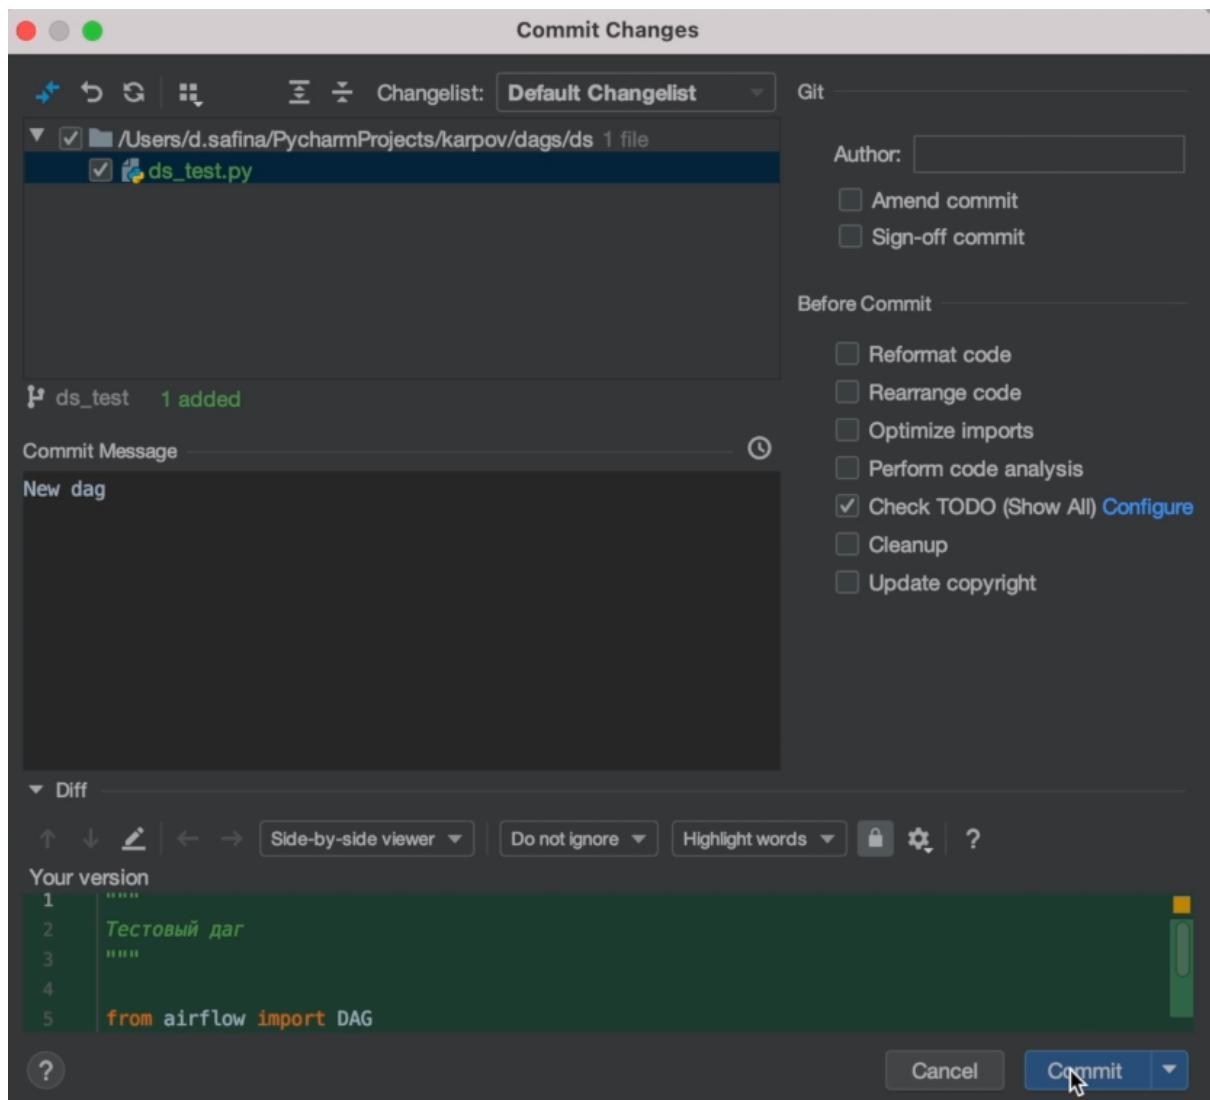 Commit Changes
Changelist: Default Changelist
/Users/d.safina/PycharmProjects/karpov/dags/ds 1 file
ds_test.py
ds_test 1 added
Commit Message
New dag
Git
Author:
Amend commit
Sign-off commit
Before Commit
Reformat code
Rearrange code
Optimize imports
Perform code analysis
Check TODO (Show All) Configure
Cleanup
Update copyright
Diff
Side-by-side viewer Do not ignore Highlight words ?
Your version
1 """
2 Тестовый даг
3 """
4
5 from airflow import DAG
? Cancel Commit